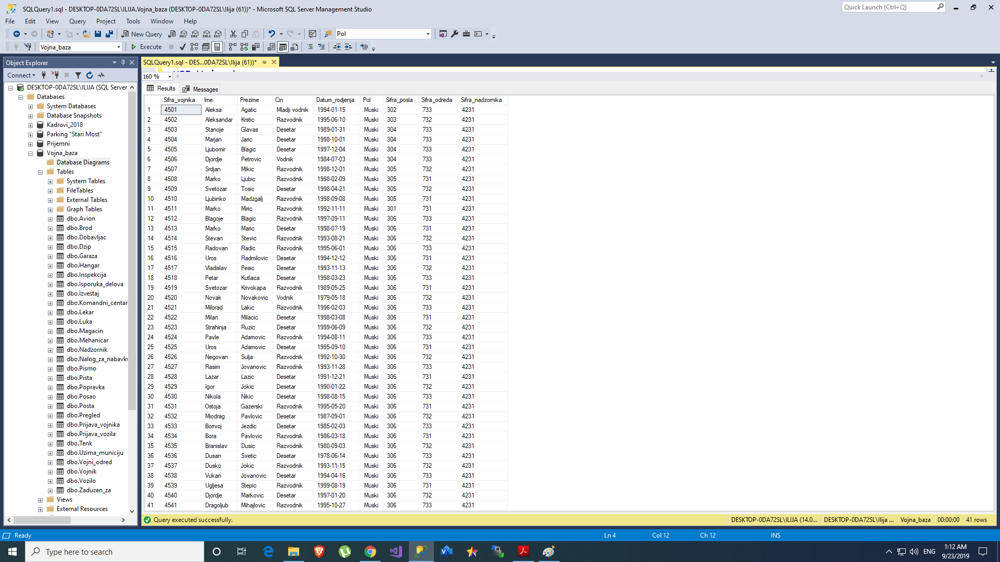 SQLQuery1.sql - DESKTOP-0DA72SL\ILIJA.Vojna_baza (DESKTOP-0DA72SL\Ilija (61))* - Microsoft SQL Server Management Studio
Quick Launch (Ctrl+Q)
File Edit View Query Project Tools Window Help
New Query MDX DMX XMLA DAX Pol
Vojna_baza Execute
Object Explorer
Connect
DESKTOP-0DA72SL\ILIJA (SQL Server
Databases
System Databases
Database Snapshots
Kadrovi_2018
Parking "Stari Most"
Prijemni
Vojna_baza
Database Diagrams
Tables
System Tables
FileTables
External Tables
Graph Tables
dbo.Avion
dbo.Brod
dbo.Dobavljac
dbo.Dzip
dbo.Garaza
dbo.Hangar
dbo.Inspekcija
dbo.Isporuka_delova
dbo.Izvestaj
dbo.Komandni_centar
dbo.Lekar
dbo.Luka
dbo.Magacin
dbo.Mehanicar
dbo.Nadzornik
dbo.Nalog_za_nabavku
dbo.Pismo
dbo.Pista
dbo.Popravka
dbo.Posao
dbo.Posta
dbo.Pregled
dbo.Prijava_vojnika
dbo.Prijava_vozila
dbo.Tenk
dbo.Uzima_municiju
dbo.Vojni_odred
dbo.Vojnik
dbo.Vozilo
dbo.Zaduzen_za
Views
External Resources
SQLQuery1.sql - DES...0DA72SL\Ilija (61))*
160 %
Results Messages
Sifra_vojnika Ime Prezime Cin Datum_rodjenja Pol Sifra_posla Sifra_odreda Sifra_nadzornika
1 4501 Aleksa Agatic Mladji vodnik 1994-01-15 Muski 302 733 4231
2 4502 Aleksandar Krstic Razvodnik 1995-06-10 Muski 303 732 4231
3 4503 Stanoje Glavas Desetar 1989-01-31 Muski 304 733 4231
4 4504 Marjan Jaric Desetar 1998-10-01 Muski 304 733 4231
5 4505 Ljubomir Blagic Desetar 1997-12-04 Muski 304 733 4231
6 4506 Djordje Petrovic Vodnik 1984-07-03 Muski 304 733 4231
7 4507 Srdjan Mikic Razvodnik 1998-12-01 Muski 305 732 4231
8 4508 Marko Ljubic Razvodnik 1998-02-09 Muski 305 731 4231
9 4509 Svetozar Tosic Desetar 1998-04-21 Muski 305 732 4231
10 4510 Ljubinko Madzgalj Razvodnik 1998-09-08 Muski 305 731 4231
11 4511 Marko Miric Razvodnik 1992-11-11 Muski 301 731 4231
12 4512 Blagoje Blagic Razvodnik 1997-09-11 Muski 306 733 4231
13 4513 Marko Maric Desetar 1998-07-19 Muski 306 731 4231
14 4514 Stevan Stevic Razvodnik 1993-08-21 Muski 306 732 4231
15 4515 Radovan Radic Razvodnik 1995-06-01 Muski 306 733 4231
16 4516 Uros Radmilovic Desetar 1994-12-12 Muski 306 731 4231
17 4517 Vladislav Pesic Desetar 1993-11-13 Muski 306 732 4231
18 4518 Petar Kutlaca Desetar 1998-03-23 Muski 306 733 4231
19 4519 Svetozar Krivokapa Razvodnik 1989-05-25 Muski 306 731 4231
20 4520 Novak Novakovic Vodnik 1979-05-18 Muski 306 732 4231
21 4521 Milorad Lakic Razvodnik 1996-02-03 Muski 306 733 4231
22 4522 Milan Milacic Desetar 1998-03-08 Muski 306 731 4231
23 4523 Strahinja Ruzic Desetar 1999-06-09 Muski 306 732 4231
24 4524 Pavle Adamovic Razvodnik 1994-08-11 Muski 306 733 4231
25 4525 Uros Adamovic Desetar 1995-09-10 Muski 306 731 4231
26 4526 Negovan Sulja Razvodnik 1992-10-30 Muski 306 732 4231
27 4527 Rasim Jovanovic Razvodnik 1993-11-28 Muski 306 733 4231
28 4528 Lazar Lazic Desetar 1991-12-21 Muski 306 731 4231
29 4529 Igor Jokic Desetar 1990-01-22 Muski 306 732 4231
30 4530 Nikola Nikic Desetar 1998-08-15 Muski 306 733 4231
31 4531 Ostoja Gazerski Razvodnik 1995-05-20 Muski 306 731 4231
32 4532 Miodrag Pavlovic Desetar 1987-09-01 Muski 306 732 4231
33 4533 Borivoj Jezdic Desetar 1985-02-03 Muski 306 733 4231
34 4534 Bora Pavlovic Razvodnik 1986-03-18 Muski 306 731 4231
35 4535 Branislav Dusic Razvodnik 1980-09-03 Muski 306 732 4231
36 4536 Dusan Svetic Desetar 1978-06-14 Muski 306 733 4231
37 4537 Dusko Jokic Razvodnik 1993-11-15 Muski 306 732 4231
38 4538 Vukan Jovanovic Desetar 1994-04-16 Muski 306 733 4231
39 4539 Ugljesa Stepic Razvodnik 1999-08-19 Muski 306 731 4231
40 4540 Djordje Markovic Desetar 1997-01-20 Muski 306 732 4231
41 4541 Dragoljub Mihajlovic Razvodnik 1995-10-27 Muski 306 733 4231
Query executed successfully. DESKTOP-0DA72SL\ILIJA (14.0... DESKTOP-0DA72SL\Ilija ... Vojna_baza 00:00:00 41 rows
Ready Ln 4 Col 12 Ch 12 INS
Type here to search
ENG
1:12 AM
9/23/2019